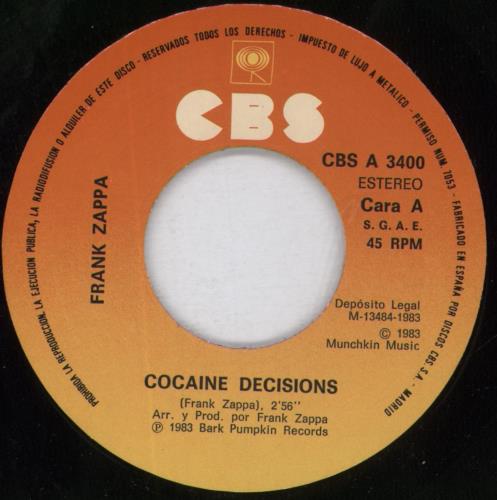 PROHIBIDA LA REPRODUCCION, LA EJECUCION PUBLICA, LA RADIODIFUSION O ALQUILER DE ESTE DISCO - RESERVADOS TODOS LOS DERECHOS - IMPUESTO DE LUJO A METALICO - PERMISO NUM. 7053 - FABRICADO EN ESPAÑA POR DISCOS CBS, S.A. - MADRID
CBS
CBS A 3400
ESTEREO
Cara A
S. G. A. E.
45 RPM
FRANK ZAPPA
Depósito Legal
M-13484-1983
© 1983
Munchkin Music
COCAINE DECISIONS
(Frank Zappa), 2'56''
Arr. y Prod. por Frank Zappa
℗ 1983 Bark Pumpkin Records